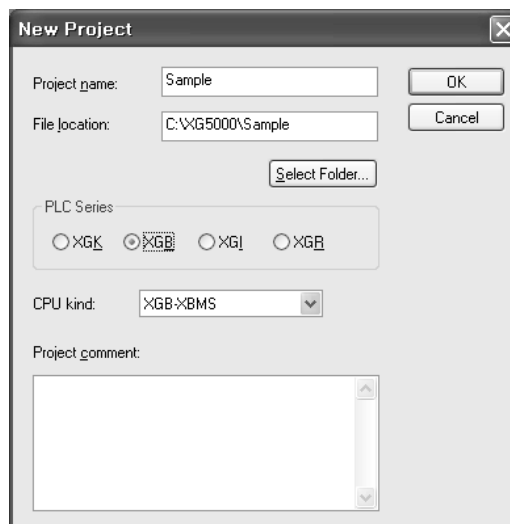 New Project
Project name: Sample OK
File location: C:\XG5000\Sample Cancel
Select Folder...
PLC Series
XGK XGB XGI XGR
CPU kind: XGB-XBMS
Project comment: